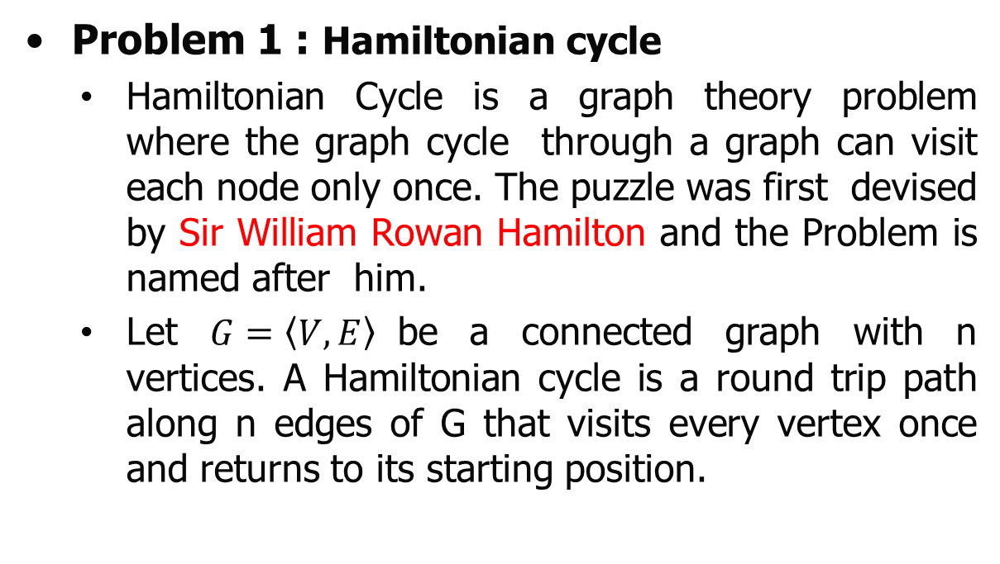 • Problem 1 : Hamiltonian cycle
• Hamiltonian Cycle is a graph theory problem
where the graph cycle through a graph can visit
each node only once. The puzzle was first devised
by Sir William Rowan Hamilton and the Problem is
named after him.
• Let G = ⟨V, E⟩ be a connected graph with n
vertices. A Hamiltonian cycle is a round trip path
along n edges of G that visits every vertex once
and returns to its starting position.